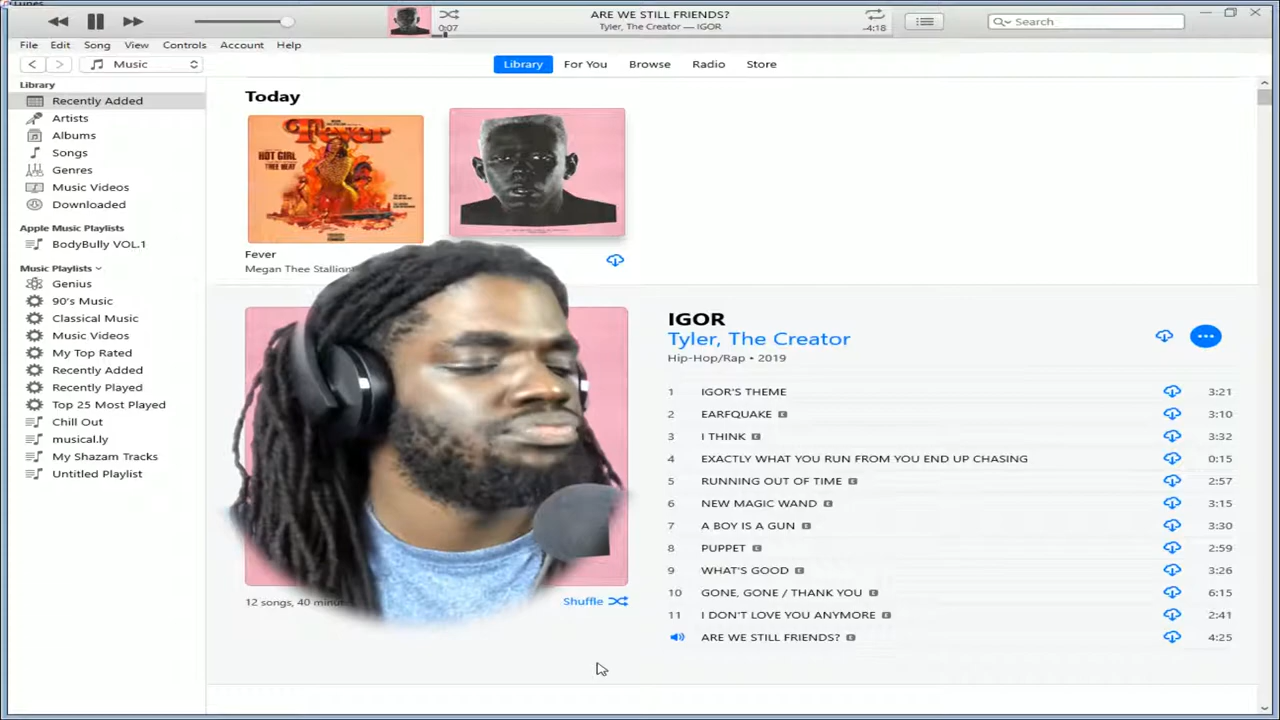 iTunes
ARE WE STILL FRIENDS?
Tyler, The Creator — IGOR
0:07
-4:18
Search
File Edit Song View Controls Account Help
Music
Library For You Browse Radio Store
Library
Recently Added
Artists
Albums
Songs
Genres
Music Videos
Downloaded
Apple Music Playlists
BodyBully VOL.1
Music Playlists
Genius
90's Music
Classical Music
Music Videos
My Top Rated
Recently Added
Recently Played
Top 25 Most Played
Chill Out
musical.ly
My Shazam Tracks
Untitled Playlist
Today
Fever
HOT GIRL
THEE HEAT
Fever
Megan Thee Stallion
12 songs, 40 minute
Shuffle
IGOR
Tyler, The Creator
Hip-Hop/Rap • 2019
1 IGOR'S THEME 3:21
2 EARFQUAKE E 3:10
3 I THINK E 3:32
4 EXACTLY WHAT YOU RUN FROM YOU END UP CHASING 0:15
5 RUNNING OUT OF TIME E 2:57
6 NEW MAGIC WAND E 3:15
7 A BOY IS A GUN E 3:30
8 PUPPET E 2:59
9 WHAT'S GOOD E 3:26
10 GONE, GONE / THANK YOU E 6:15
11 I DON'T LOVE YOU ANYMORE E 2:41
ARE WE STILL FRIENDS? E 4:25